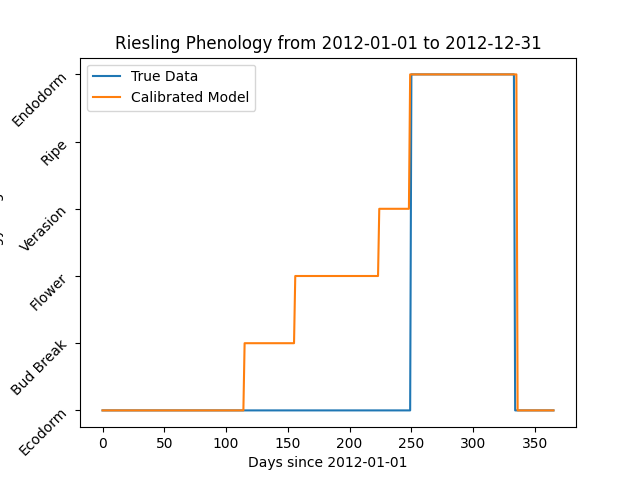 Riesling Phenology from 2012-01-01 to 2012-12-31
True Data
Calibrated Model
Endodorm
Ripe
Verasion
Flower
Bud Break
Ecodorm
0 50 100 150 200 250 300 350
Days since 2012-01-01